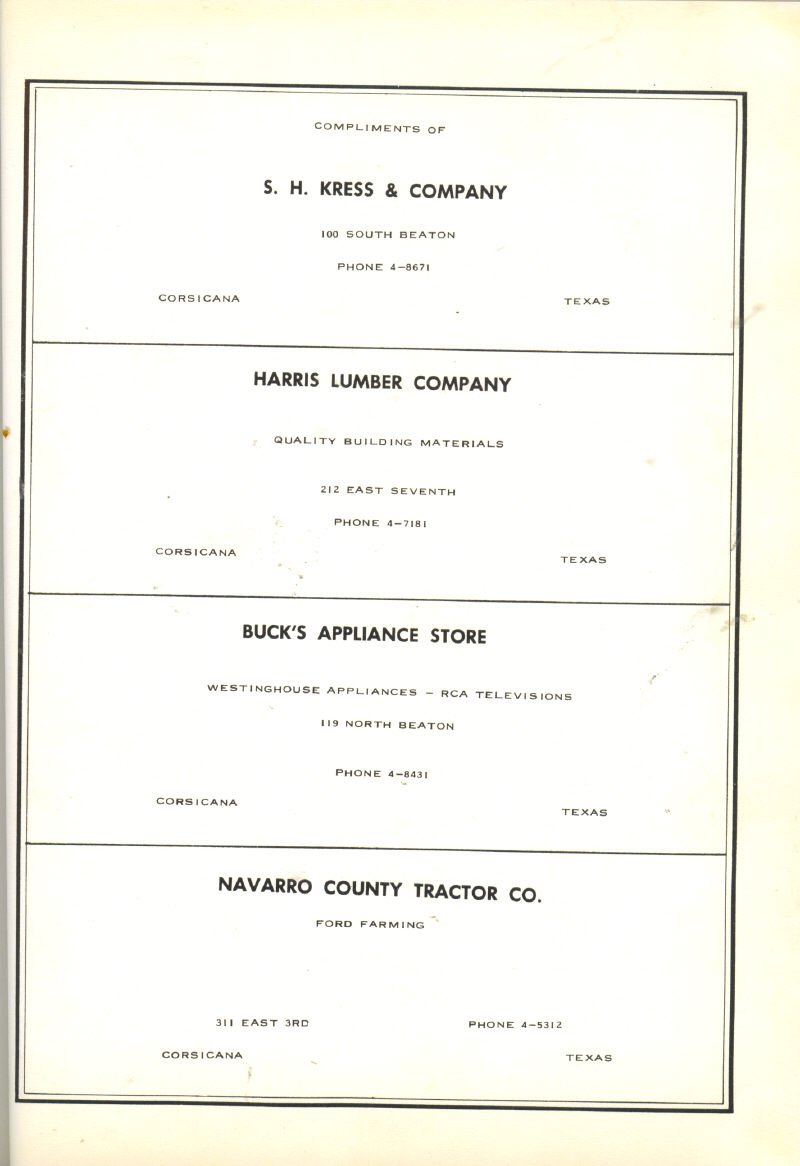 COMPLIMENTS OF
S. H. KRESS & COMPANY
100 SOUTH BEATON
PHONE 4-8671
CORSICANA TEXAS
HARRIS LUMBER COMPANY
QUALITY BUILDING MATERIALS
212 EAST SEVENTH
PHONE 4-7181
CORSICANA TEXAS
BUCK'S APPLIANCE STORE
WESTINGHOUSE APPLIANCES - RCA TELEVISIONS
119 NORTH BEATON
PHONE 4-8431
CORSICANA TEXAS
NAVARRO COUNTY TRACTOR CO.
FORD FARMING
311 EAST 3RD PHONE 4-5312
CORSICANA TEXAS